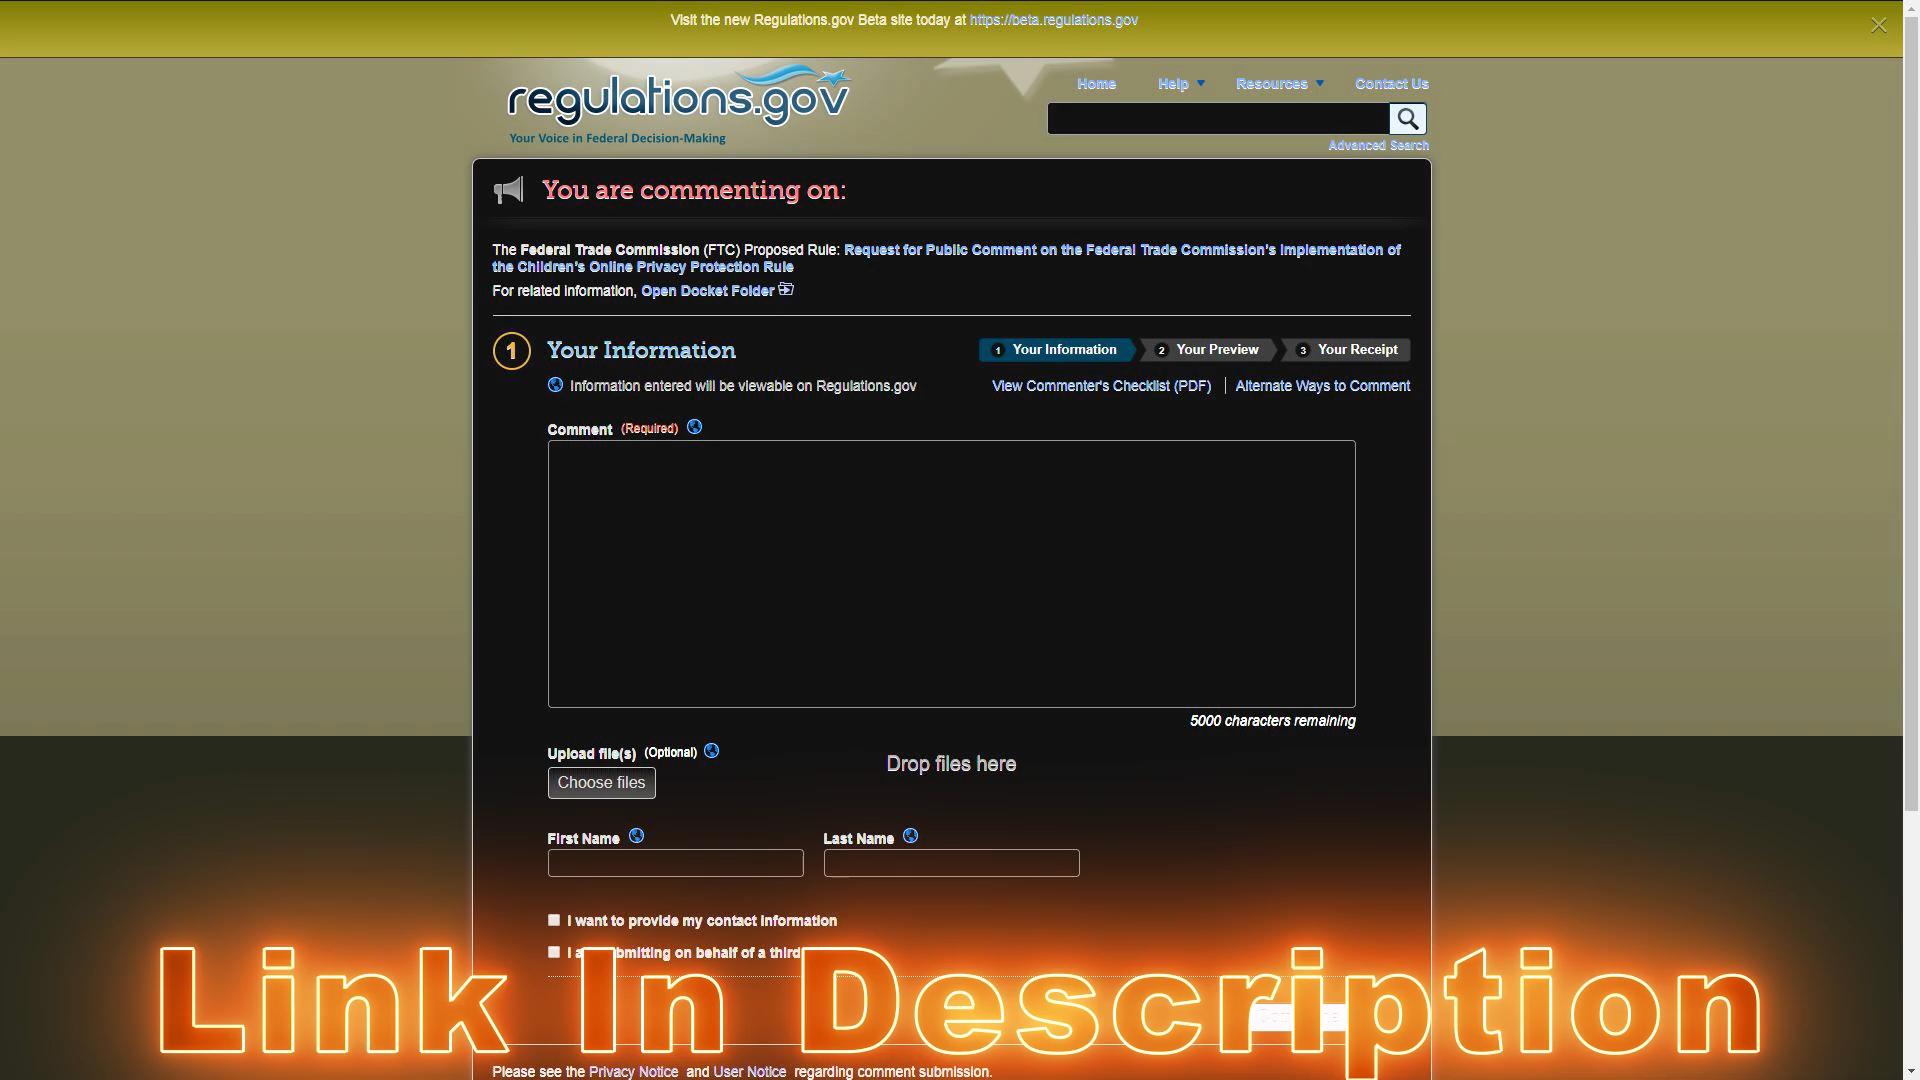 Visit the new Regulations.gov Beta site today at https://beta.regulations.gov
regulations.gov
Your Voice in Federal Decision-Making
Home Help Resources Contact Us
Advanced Search
You are commenting on:
The Federal Trade Commission (FTC) Proposed Rule: Request for Public Comment on the Federal Trade Commission's Implementation of
the Children's Online Privacy Protection Rule
For related information, Open Docket Folder
1 Your Information
1 Your Information 2 Your Preview 3 Your Receipt
Information entered will be viewable on Regulations.gov
View Commenter's Checklist (PDF) | Alternate Ways to Comment
Comment (Required)
5000 characters remaining
Upload file(s) (Optional)
Drop files here
Choose files
First Name Last Name
I want to provide my contact information
I a bmitting on behalf of a third
Link In Description
Please see the Privacy Notice and User Notice regarding comment submission.